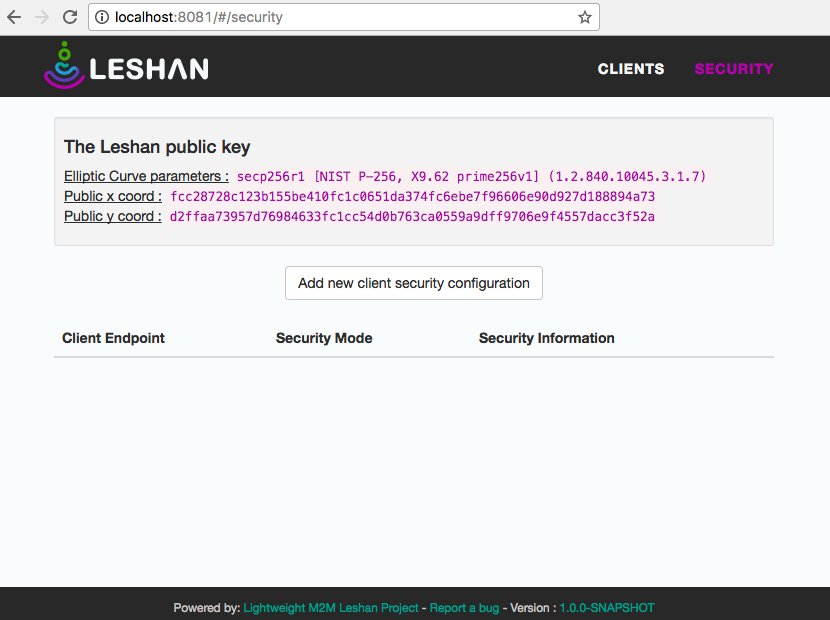 localhost:8081/#/security
LESHAN CLIENTS SECURITY
The Leshan public key
Elliptic Curve parameters : secp256r1 [NIST P-256, X9.62 prime256v1] (1.2.840.10045.3.1.7)
Public x coord : fcc28728c123b155be410fc1c0651da374fc6ebe7f96606e90d927d188894a73
Public y coord : d2ffaa73957d76984633fc1cc54d0b763ca0559a9dff9706e9f4557dacc3f52a
Add new client security configuration
Client Endpoint Security Mode Security Information
Powered by: Lightweight M2M Leshan Project - Report a bug - Version : 1.0.0-SNAPSHOT